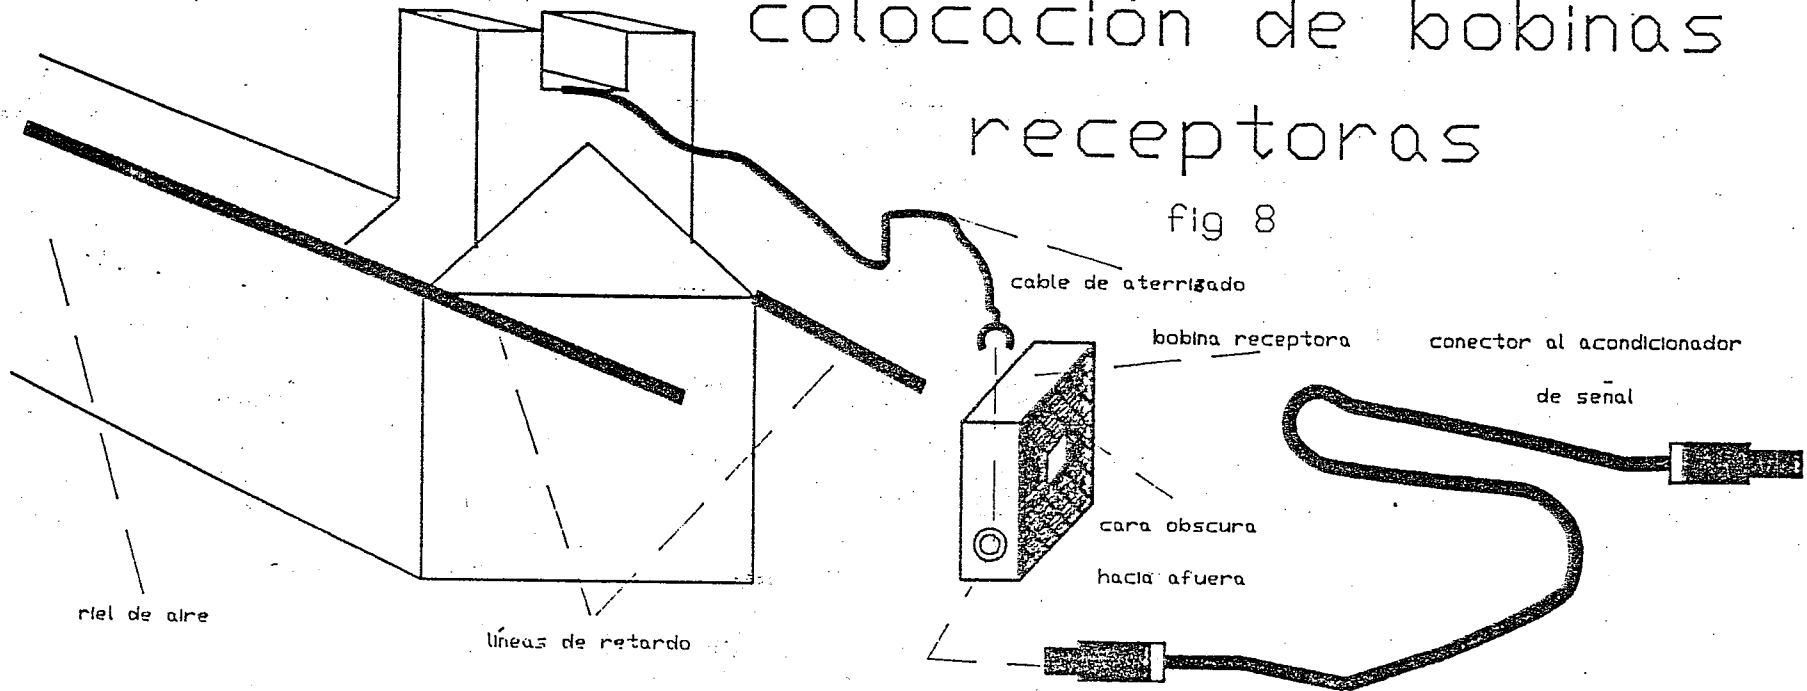 colocación de bobinas
receptoras
fig 8
cable de aterrizado
bobina receptora
conector al acondicionador
de señal
cara obscura
hacia afuera
riel de aire
líneas de retardo